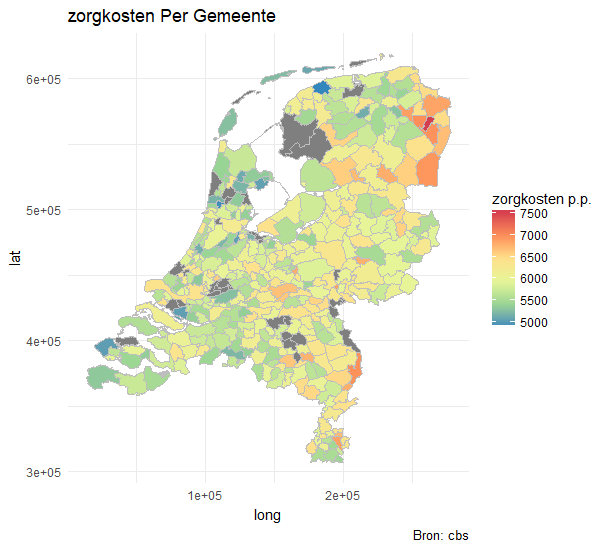 zorgkosten Per Gemeente
6e+05
5e+05
4e+05
3e+05
lat
1e+05
2e+05
long
zorgkosten p.p.
7500
7000
6500
6000
5500
5000
Bron: cbs